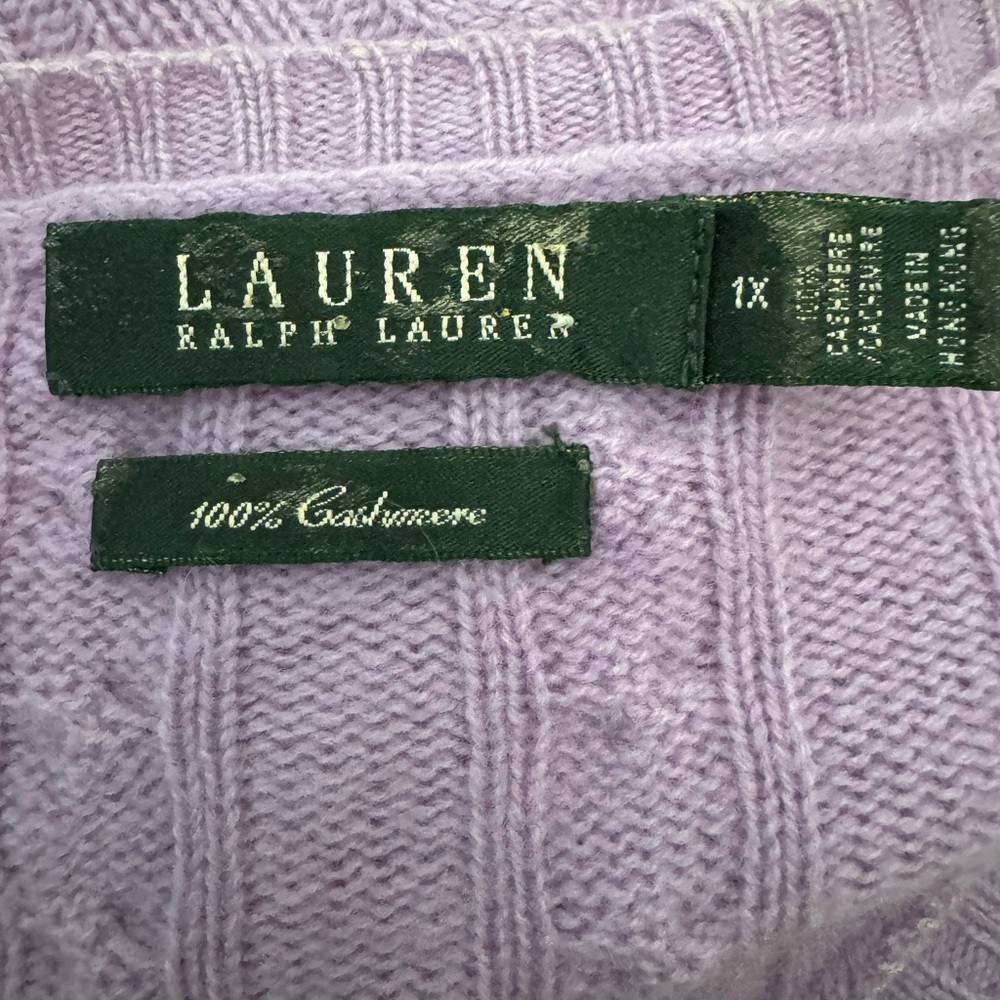 LAUREN
RALPH LAUREN
1X
100%
CASHMERE
/CACHEMIRE
MADE IN
HONG KONG
100% Cashmere